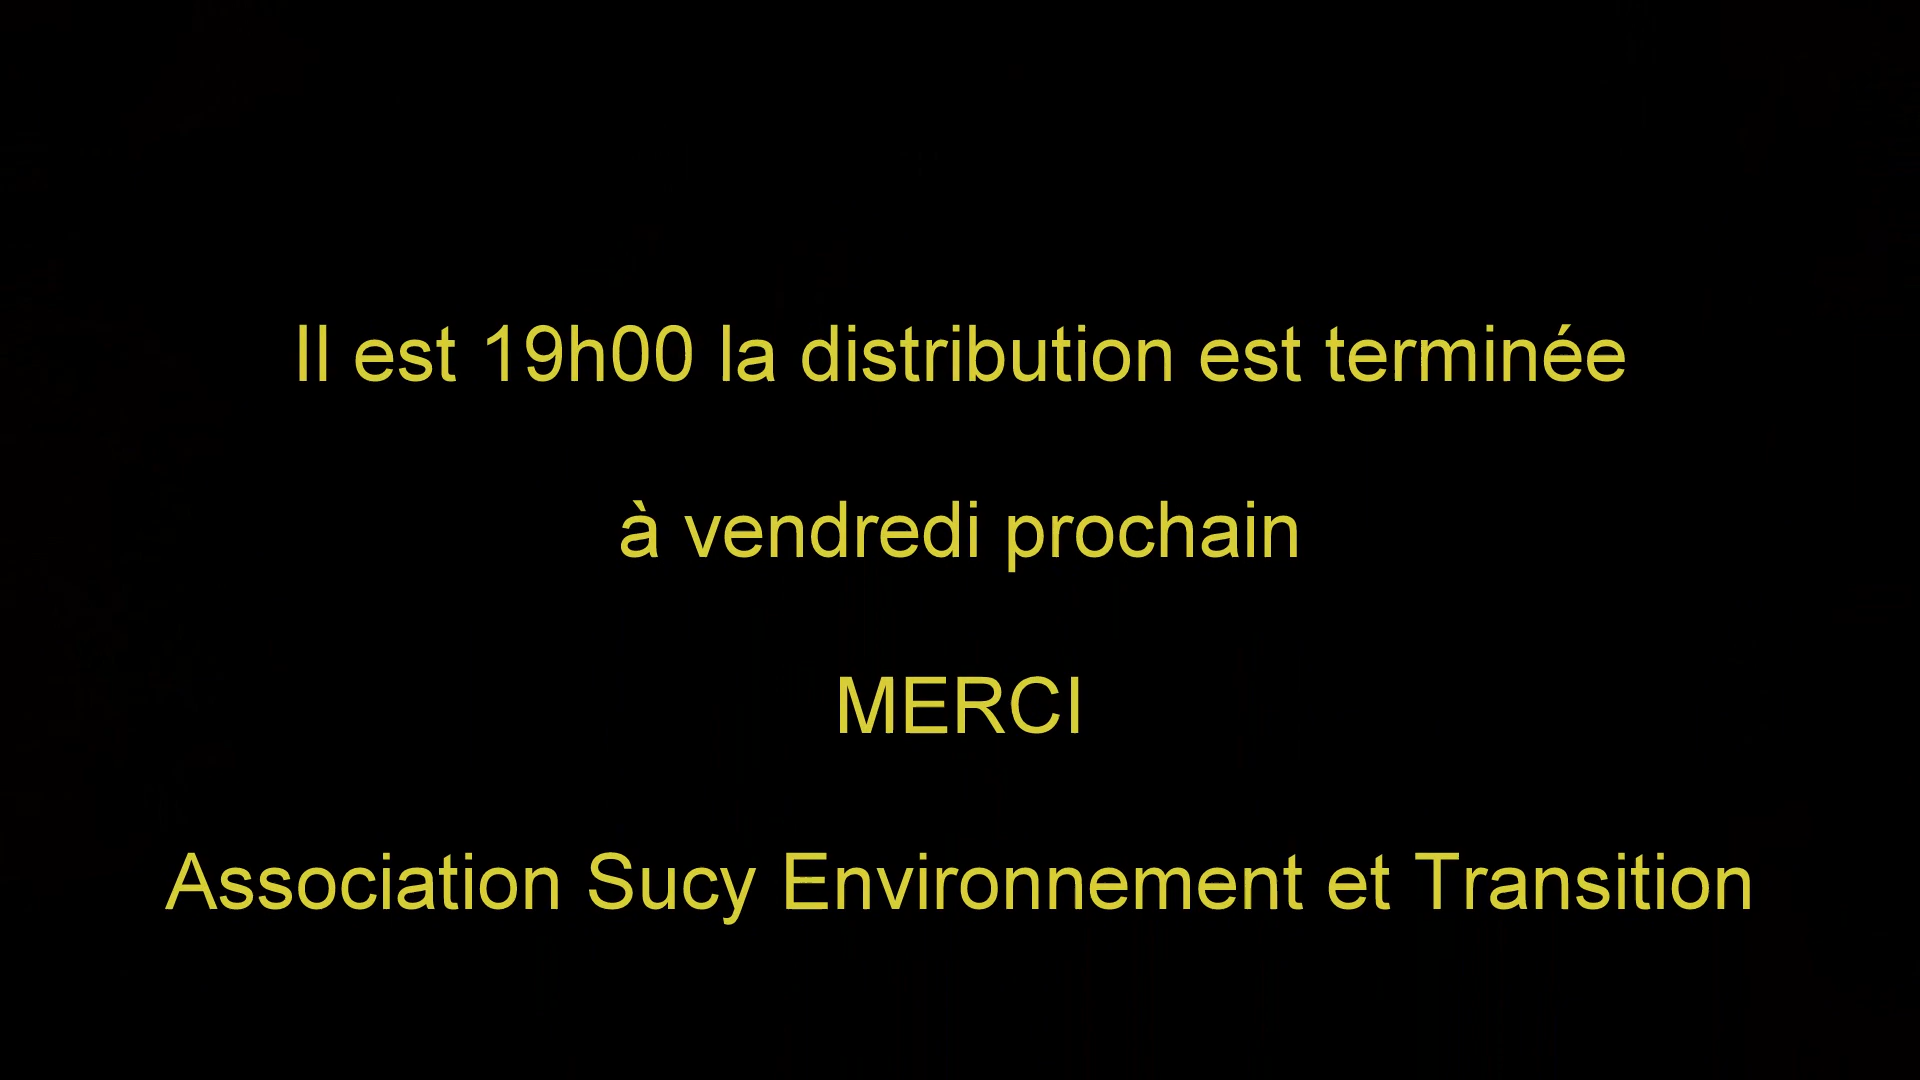 Il est 19h00 la distribution est terminée
à vendredi prochain
MERCI
Association Sucy Environnement et Transition